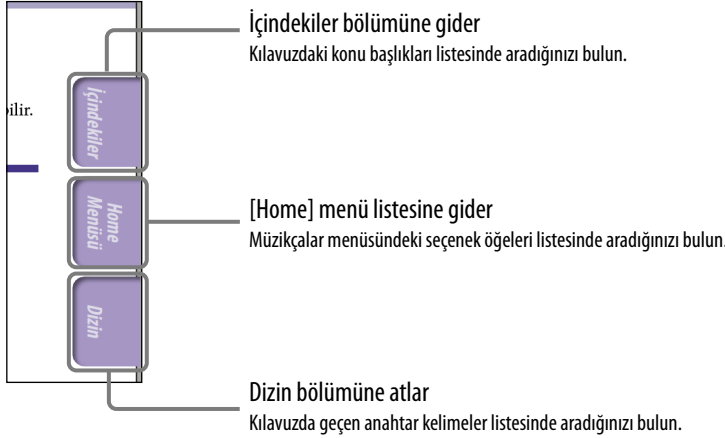 İçindekiler bölümüne gider
Kılavuzdaki konu başlıkları listesinde aradığınızı bulun.
bilir.
İçindekiler
Home
Menüsü
[Home] menü listesine gider
Müzikçalar menüsündeki seçenek öğeleri listesinde aradığınızı bulun.
Dizin
Dizin bölümüne atlar
Kılavuzda geçen anahtar kelimeler listesinde aradığınızı bulun.